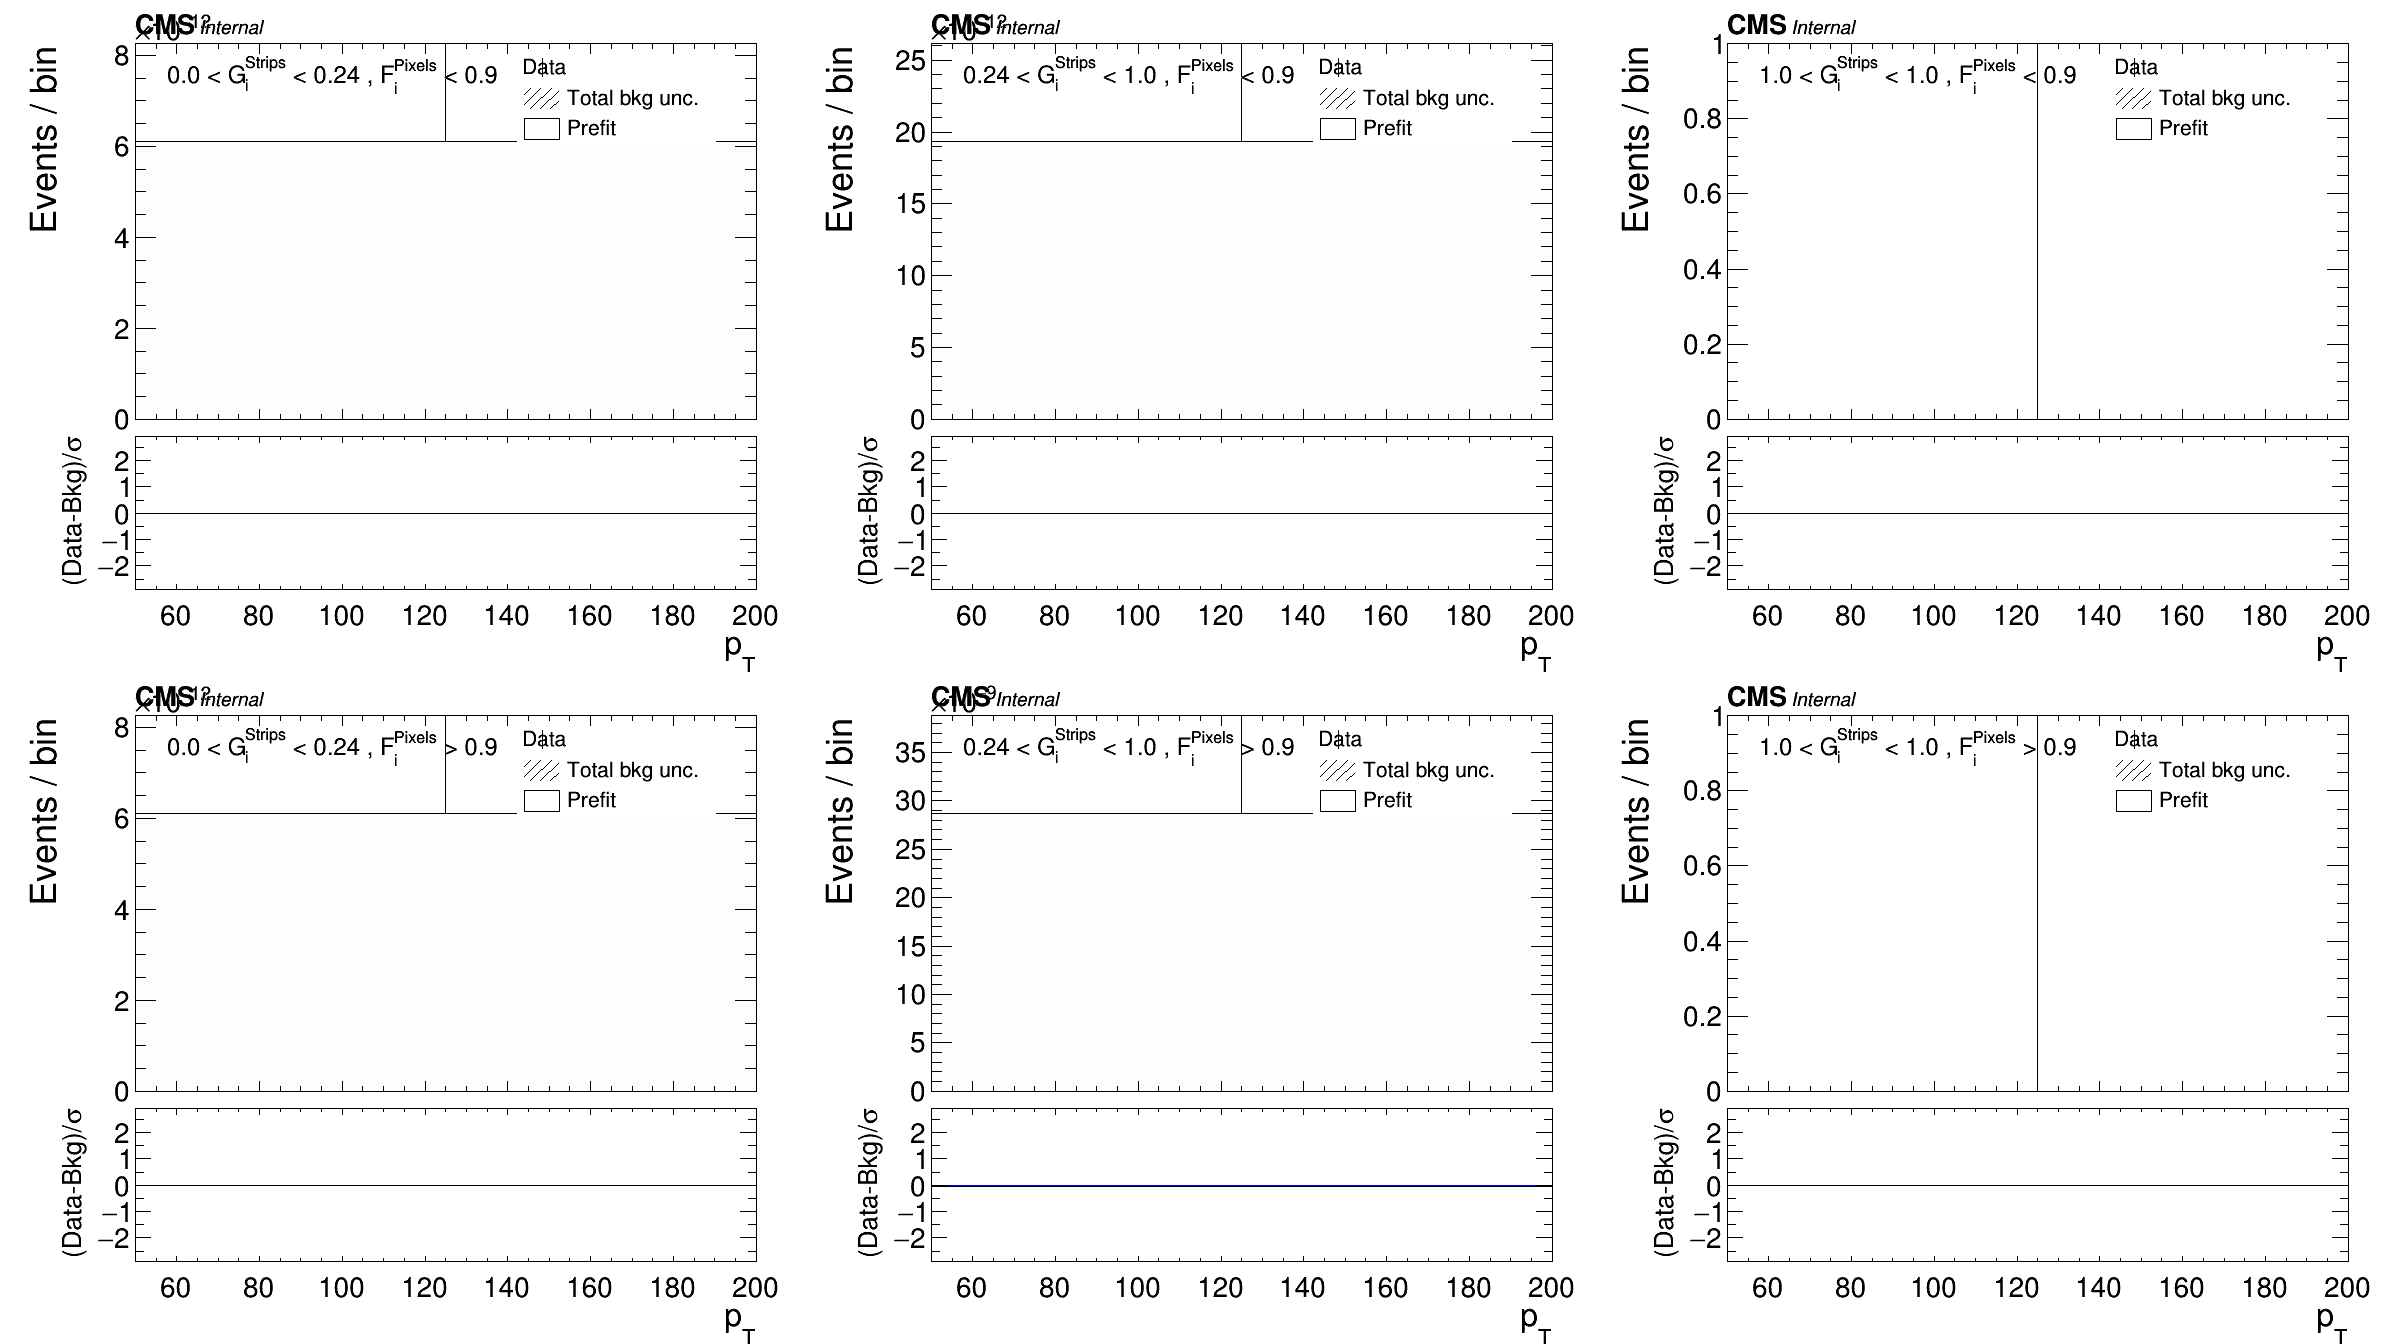 CMS Internal
×10^12
Events / bin
0.0 < G_i^Strips < 0.24 , F_i^Pixels < 0.9
Data
Total bkg unc.
Prefit
8
6
4
2
0
(Data-Bkg)/σ
2
1
0
−1
−2
60 80 100 120 140 160 180 200
p_T
CMS Internal
×10^12
Events / bin
0.24 < G_i^Strips < 1.0 , F_i^Pixels < 0.9
Data
Total bkg unc.
Prefit
25
20
15
10
5
0
(Data-Bkg)/σ
2
1
0
−1
−2
60 80 100 120 140 160 180 200
p_T
CMS Internal
Events / bin
1.0 < G_i^Strips < 1.0 , F_i^Pixels < 0.9
Data
Total bkg unc.
Prefit
1
0.8
0.6
0.4
0.2
0
(Data-Bkg)/σ
2
1
0
−1
−2
60 80 100 120 140 160 180 200
p_T
CMS Internal
×10^12
Events / bin
0.0 < G_i^Strips < 0.24 , F_i^Pixels > 0.9
Data
Total bkg unc.
Prefit
8
6
4
2
0
(Data-Bkg)/σ
2
1
0
−1
−2
60 80 100 120 140 160 180 200
p_T
CMS Internal
×10^9
Events / bin
0.24 < G_i^Strips < 1.0 , F_i^Pixels > 0.9
Data
Total bkg unc.
Prefit
35
30
25
20
15
10
5
0
(Data-Bkg)/σ
2
1
0
−1
−2
60 80 100 120 140 160 180 200
p_T
CMS Internal
Events / bin
1.0 < G_i^Strips < 1.0 , F_i^Pixels > 0.9
Data
Total bkg unc.
Prefit
1
0.8
0.6
0.4
0.2
0
(Data-Bkg)/σ
2
1
0
−1
−2
60 80 100 120 140 160 180 200
p_T